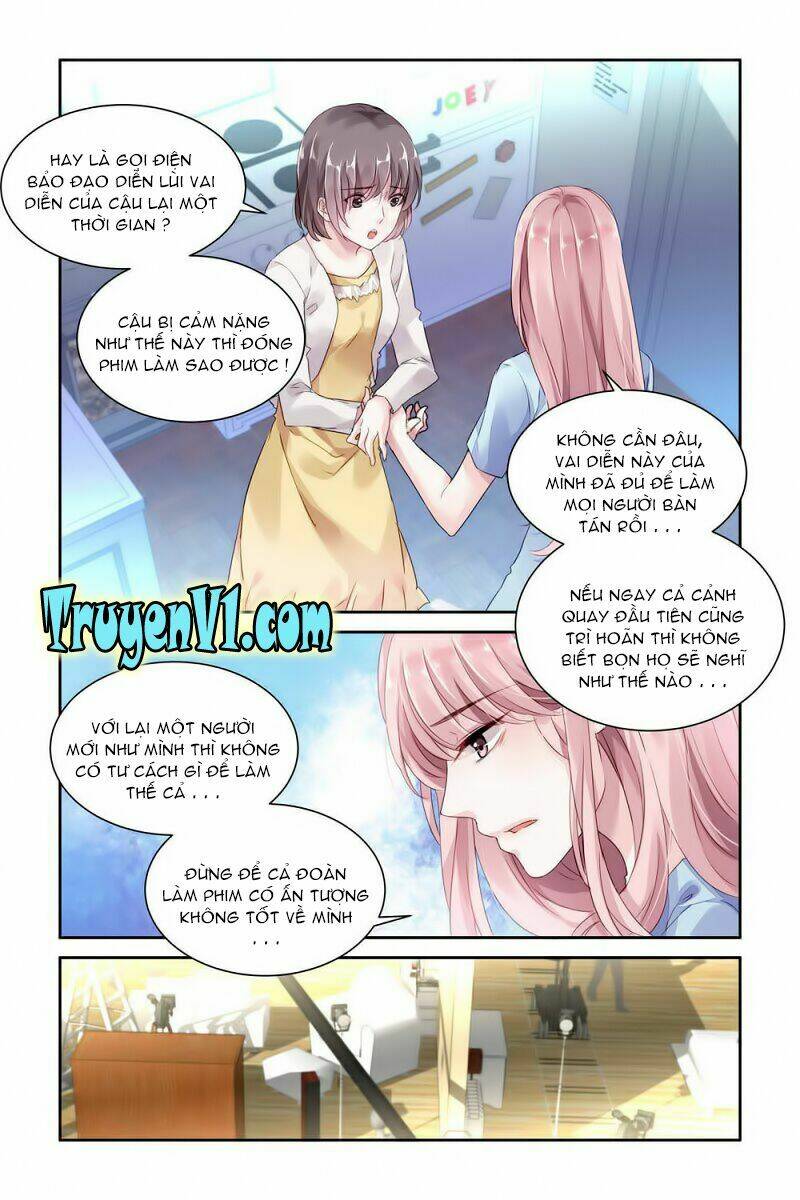 JOEY
HAY LÀ GỌI ĐIỆN
BẢO ĐẠO DIỄN LÙI VAI
DIỄN CỦA CẬU LẠI MỘT
THỜI GIAN ?
CẬU BỊ CẢM NẶNG
NHƯ THẾ NÀY THÌ ĐÓNG
PHIM LÀM SAO ĐƯỢC !
KHÔNG CẦN ĐÂU,
VAI DIỄN NÀY CỦA
MÌNH ĐÃ ĐỦ ĐỂ LÀM
MỌI NGƯỜI BÀN
TÁN RỒI . . .
NẾU NGAY CẢ CẢNH
QUAY ĐẦU TIÊN CŨNG
TRÌ HOÃN THÌ KHÔNG
BIẾT BỌN HỌ SẼ NGHĨ
NHƯ THẾ NÀO . . .
TruyenV1.com
VỚI LẠI MỘT NGƯỜI
MỚI NHƯ MÌNH THÌ KHÔNG
CÓ TƯ CÁCH GÌ ĐỂ LÀM
THẾ CẢ . . .
ĐỪNG ĐỂ CẢ ĐOÀN
LÀM PHIM CÓ ẤN TƯỢNG
KHÔNG TỐT VỀ MÌNH
. . .